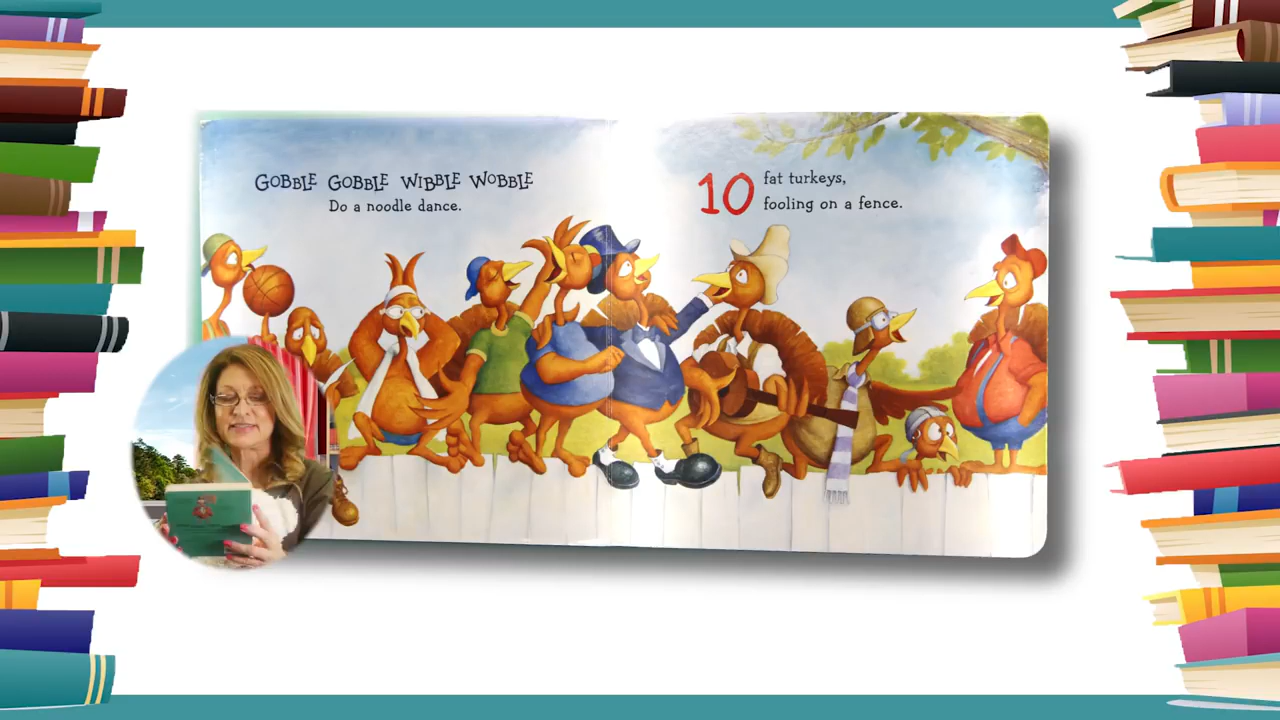 GOBBLE GOBBLE WIBBLE WOBBLE
Do a noodle dance.
10 fat turkeys,
fooling on a fence.